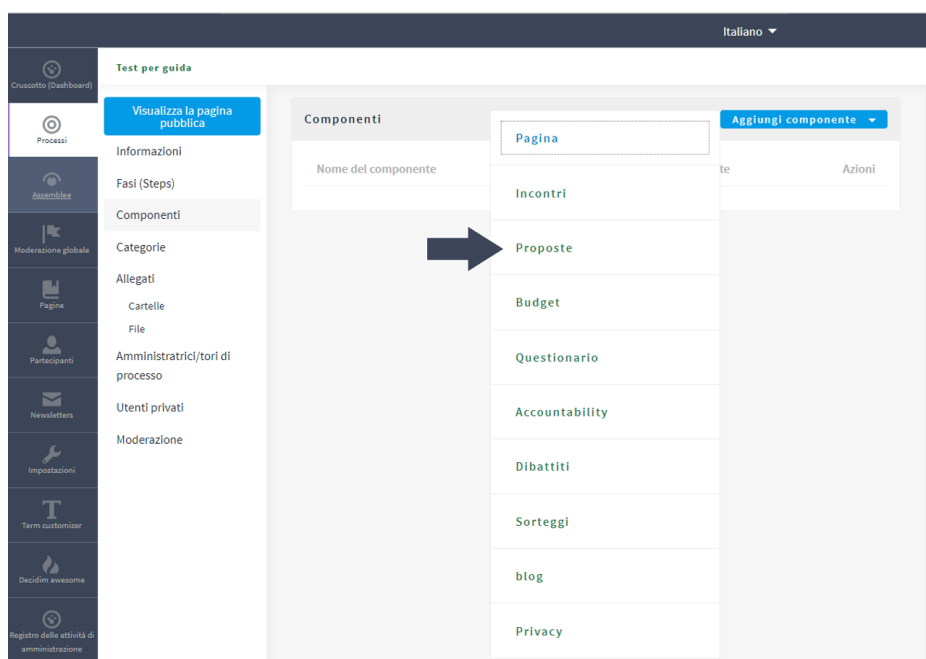 Italiano
Cruscotto (Dashboard)
Processi
Assemblee
Moderazione globale
Pagine
Partecipanti
Newsletters
Impostazioni
Term customizer
Decidim awesome
Registro delle attività di
amministrazione
Test per guida
Visualizza la pagina
pubblica
Informazioni
Fasi (Steps)
Componenti
Categorie
Allegati
Cartelle
File
Amministratrici/tori di
processo
Utenti privati
Moderazione
Componenti
Aggiungi componente
Nome del componente
te
Azioni
Pagina
Incontri
Proposte
Budget
Questionario
Accountability
Dibattiti
Sorteggi
blog
Privacy